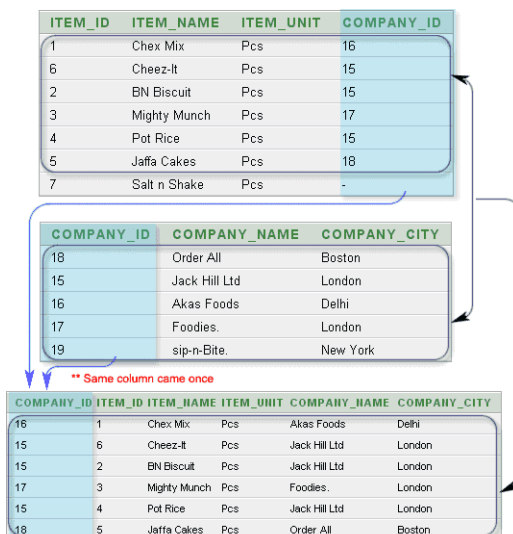 ITEM_ID ITEM_NAME ITEM_UNIT COMPANY_ID
1 Chex Mix Pcs 16
6 Cheez-It Pcs 15
2 BN Biscuit Pcs 15
3 Mighty Munch Pcs 17
4 Pot Rice Pcs 15
5 Jaffa Cakes Pcs 18
7 Salt n Shake Pcs -
COMPANY_ID COMPANY_NAME COMPANY_CITY
18 Order All Boston
15 Jack Hill Ltd London
16 Akas Foods Delhi
17 Foodies. London
19 sip-n-Bite. New York
** Same column came once
COMPANY_ID ITEM_ID ITEM_NAME ITEM_UNIT COMPANY_NAME COMPANY_CITY
16 1 Chex Mix Pcs Akas Foods Delhi
15 6 Cheez-It Pcs Jack Hill Ltd London
15 2 BN Biscuit Pcs Jack Hill Ltd London
17 3 Mighty Munch Pcs Foodies. London
15 4 Pot Rice Pcs Jack Hill Ltd London
18 5 Jaffa Cakes Pcs Order All Boston